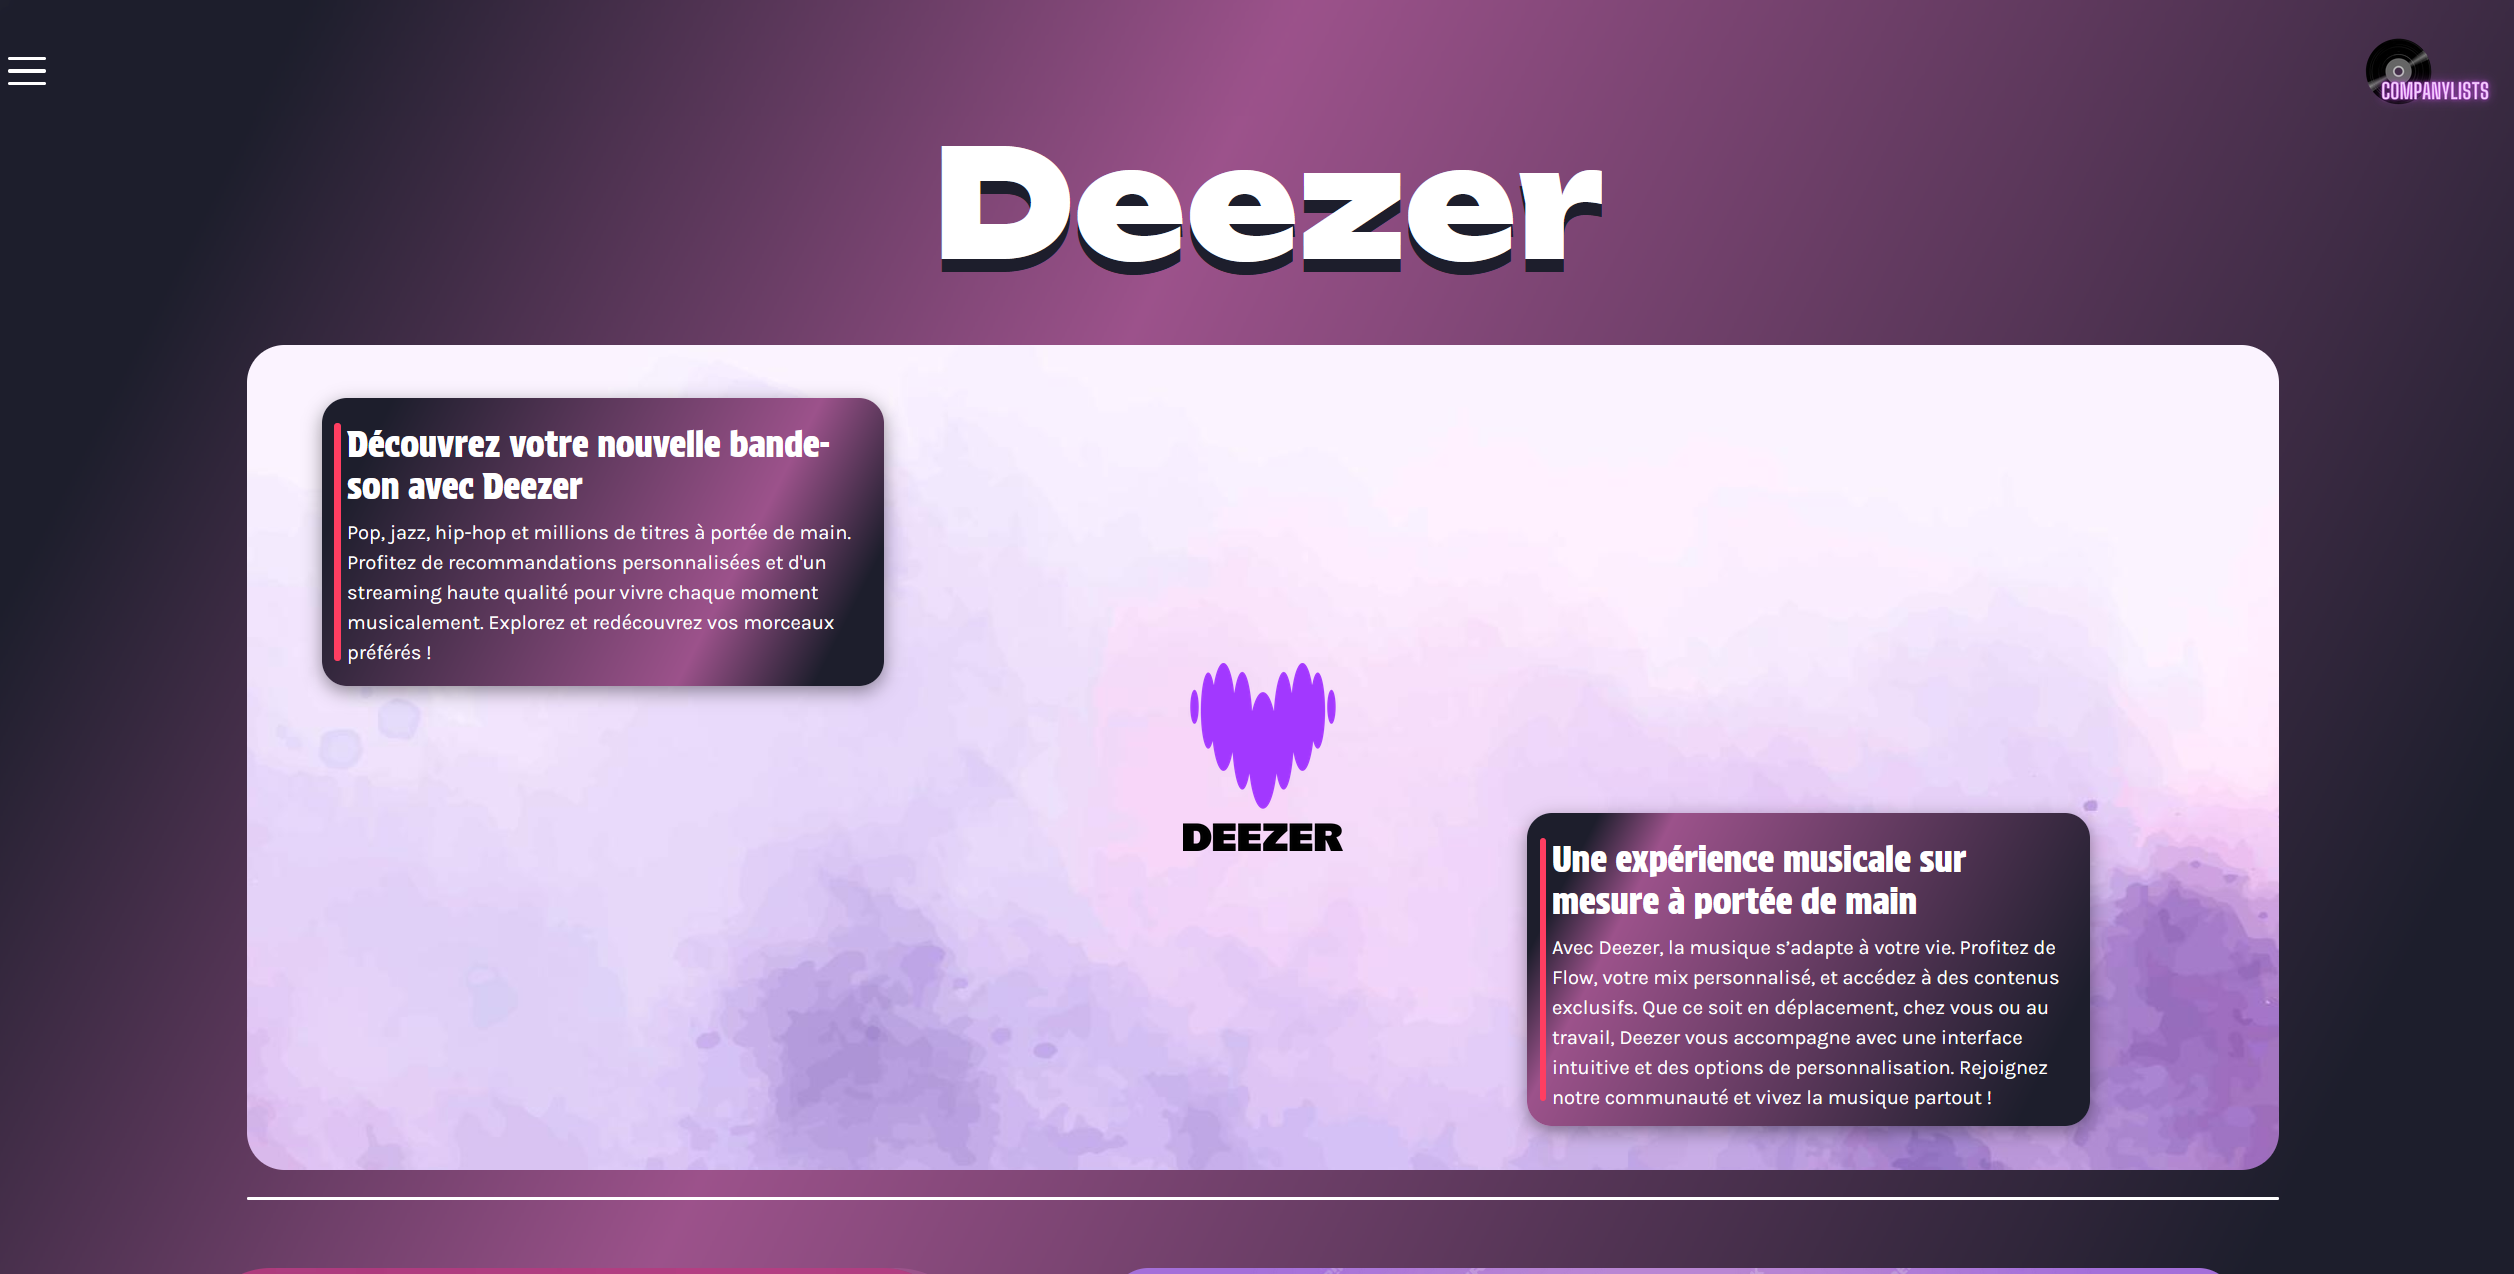 COMPANYLISTS
Deezer
Découvrez votre nouvelle bande-
son avec Deezer
Pop, jazz, hip-hop et millions de titres à portée de main.
Profitez de recommandations personnalisées et d'un
streaming haute qualité pour vivre chaque moment
musicalement. Explorez et redécouvrez vos morceaux
préférés !
DEEZER
Une expérience musicale sur
mesure à portée de main
Avec Deezer, la musique s’adapte à votre vie. Profitez de
Flow, votre mix personnalisé, et accédez à des contenus
exclusifs. Que ce soit en déplacement, chez vous ou au
travail, Deezer vous accompagne avec une interface
intuitive et des options de personnalisation. Rejoignez
notre communauté et vivez la musique partout !